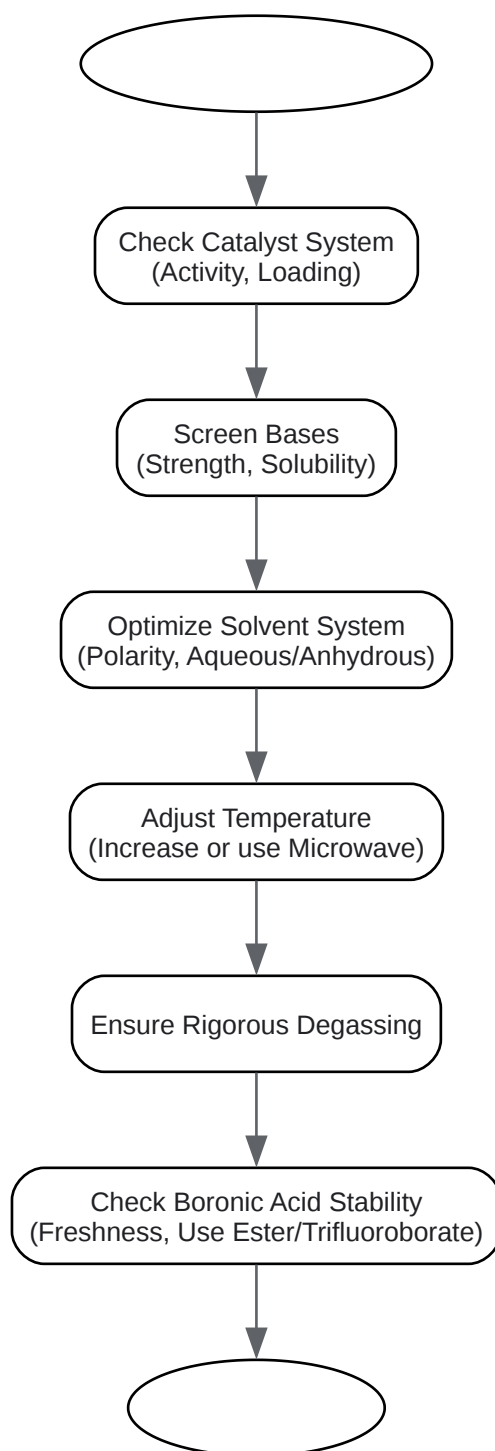 Check Catalyst System
(Activity, Loading)
Screen Bases
(Strength, Solubility)
Optimize Solvent System
(Polarity, Aqueous/Anhydrous)
Adjust Temperature
(Increase or use Microwave)
Ensure Rigorous Degassing
Check Boronic Acid Stability
(Freshness, Use Ester/Trifluoroborate)